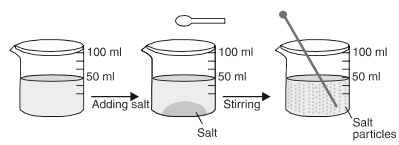 100 ml
50 ml
Adding salt
100 ml
50 ml
Salt
Stirring
100 ml
50 ml
Salt
particles